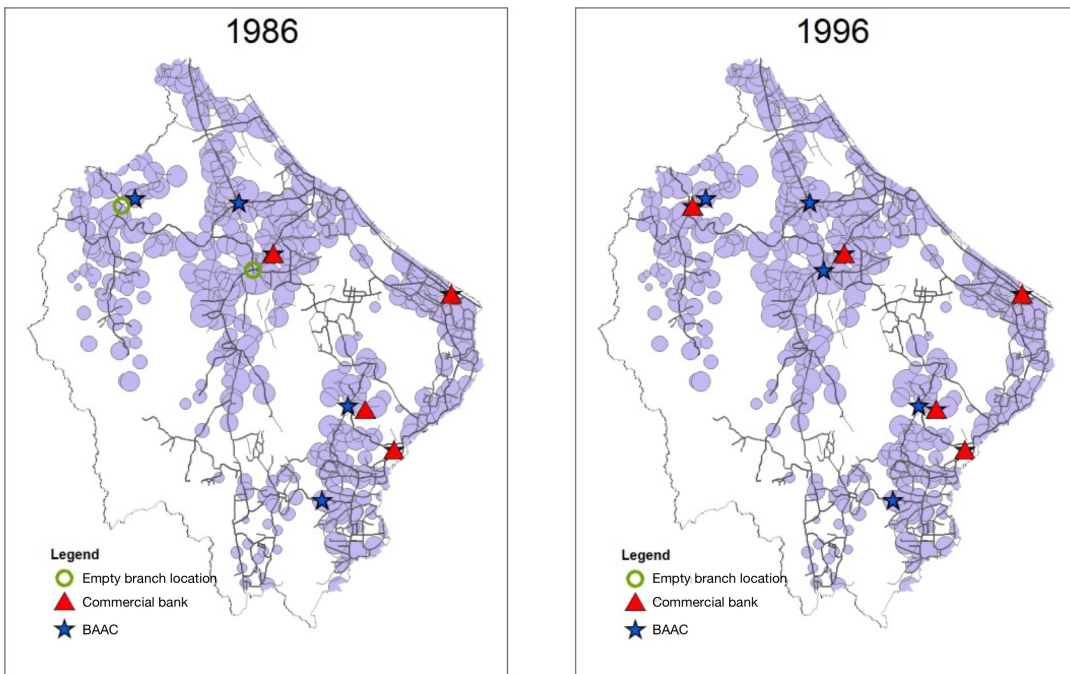 1986
Legend
Empty branch location
Commercial bank
BAAC
1996
Legend
Empty branch location
Commercial bank
BAAC